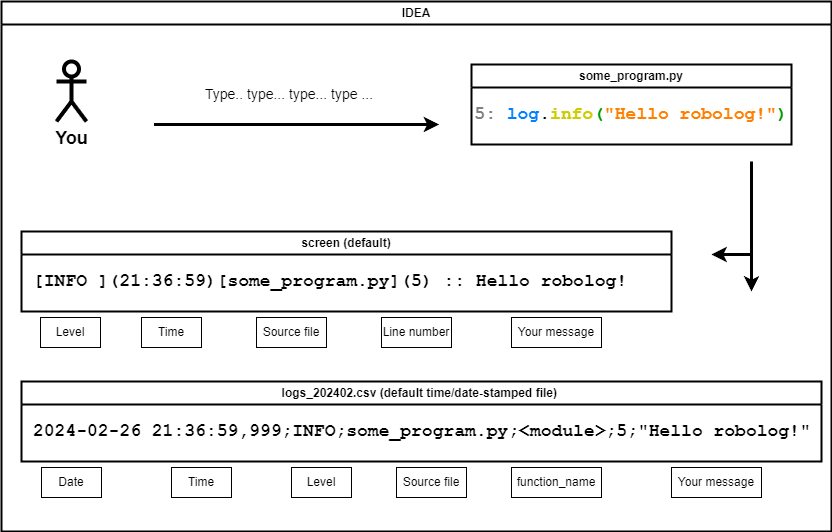 IDEA
Type.. type... type... type ...
You
some_program.py
5: log.info("Hello robolog!")
screen (default)
[INFO ](21:36:59)[some_program.py](5) :: Hello robolog!
Level
Time
Source file
Line number
Your message
logs_202402.csv (default time/date-stamped file)
2024-02-26 21:36:59,999;INFO;some_program.py;<module>;5;"Hello robolog!"
Date
Time
Level
Source file
function_name
Your message